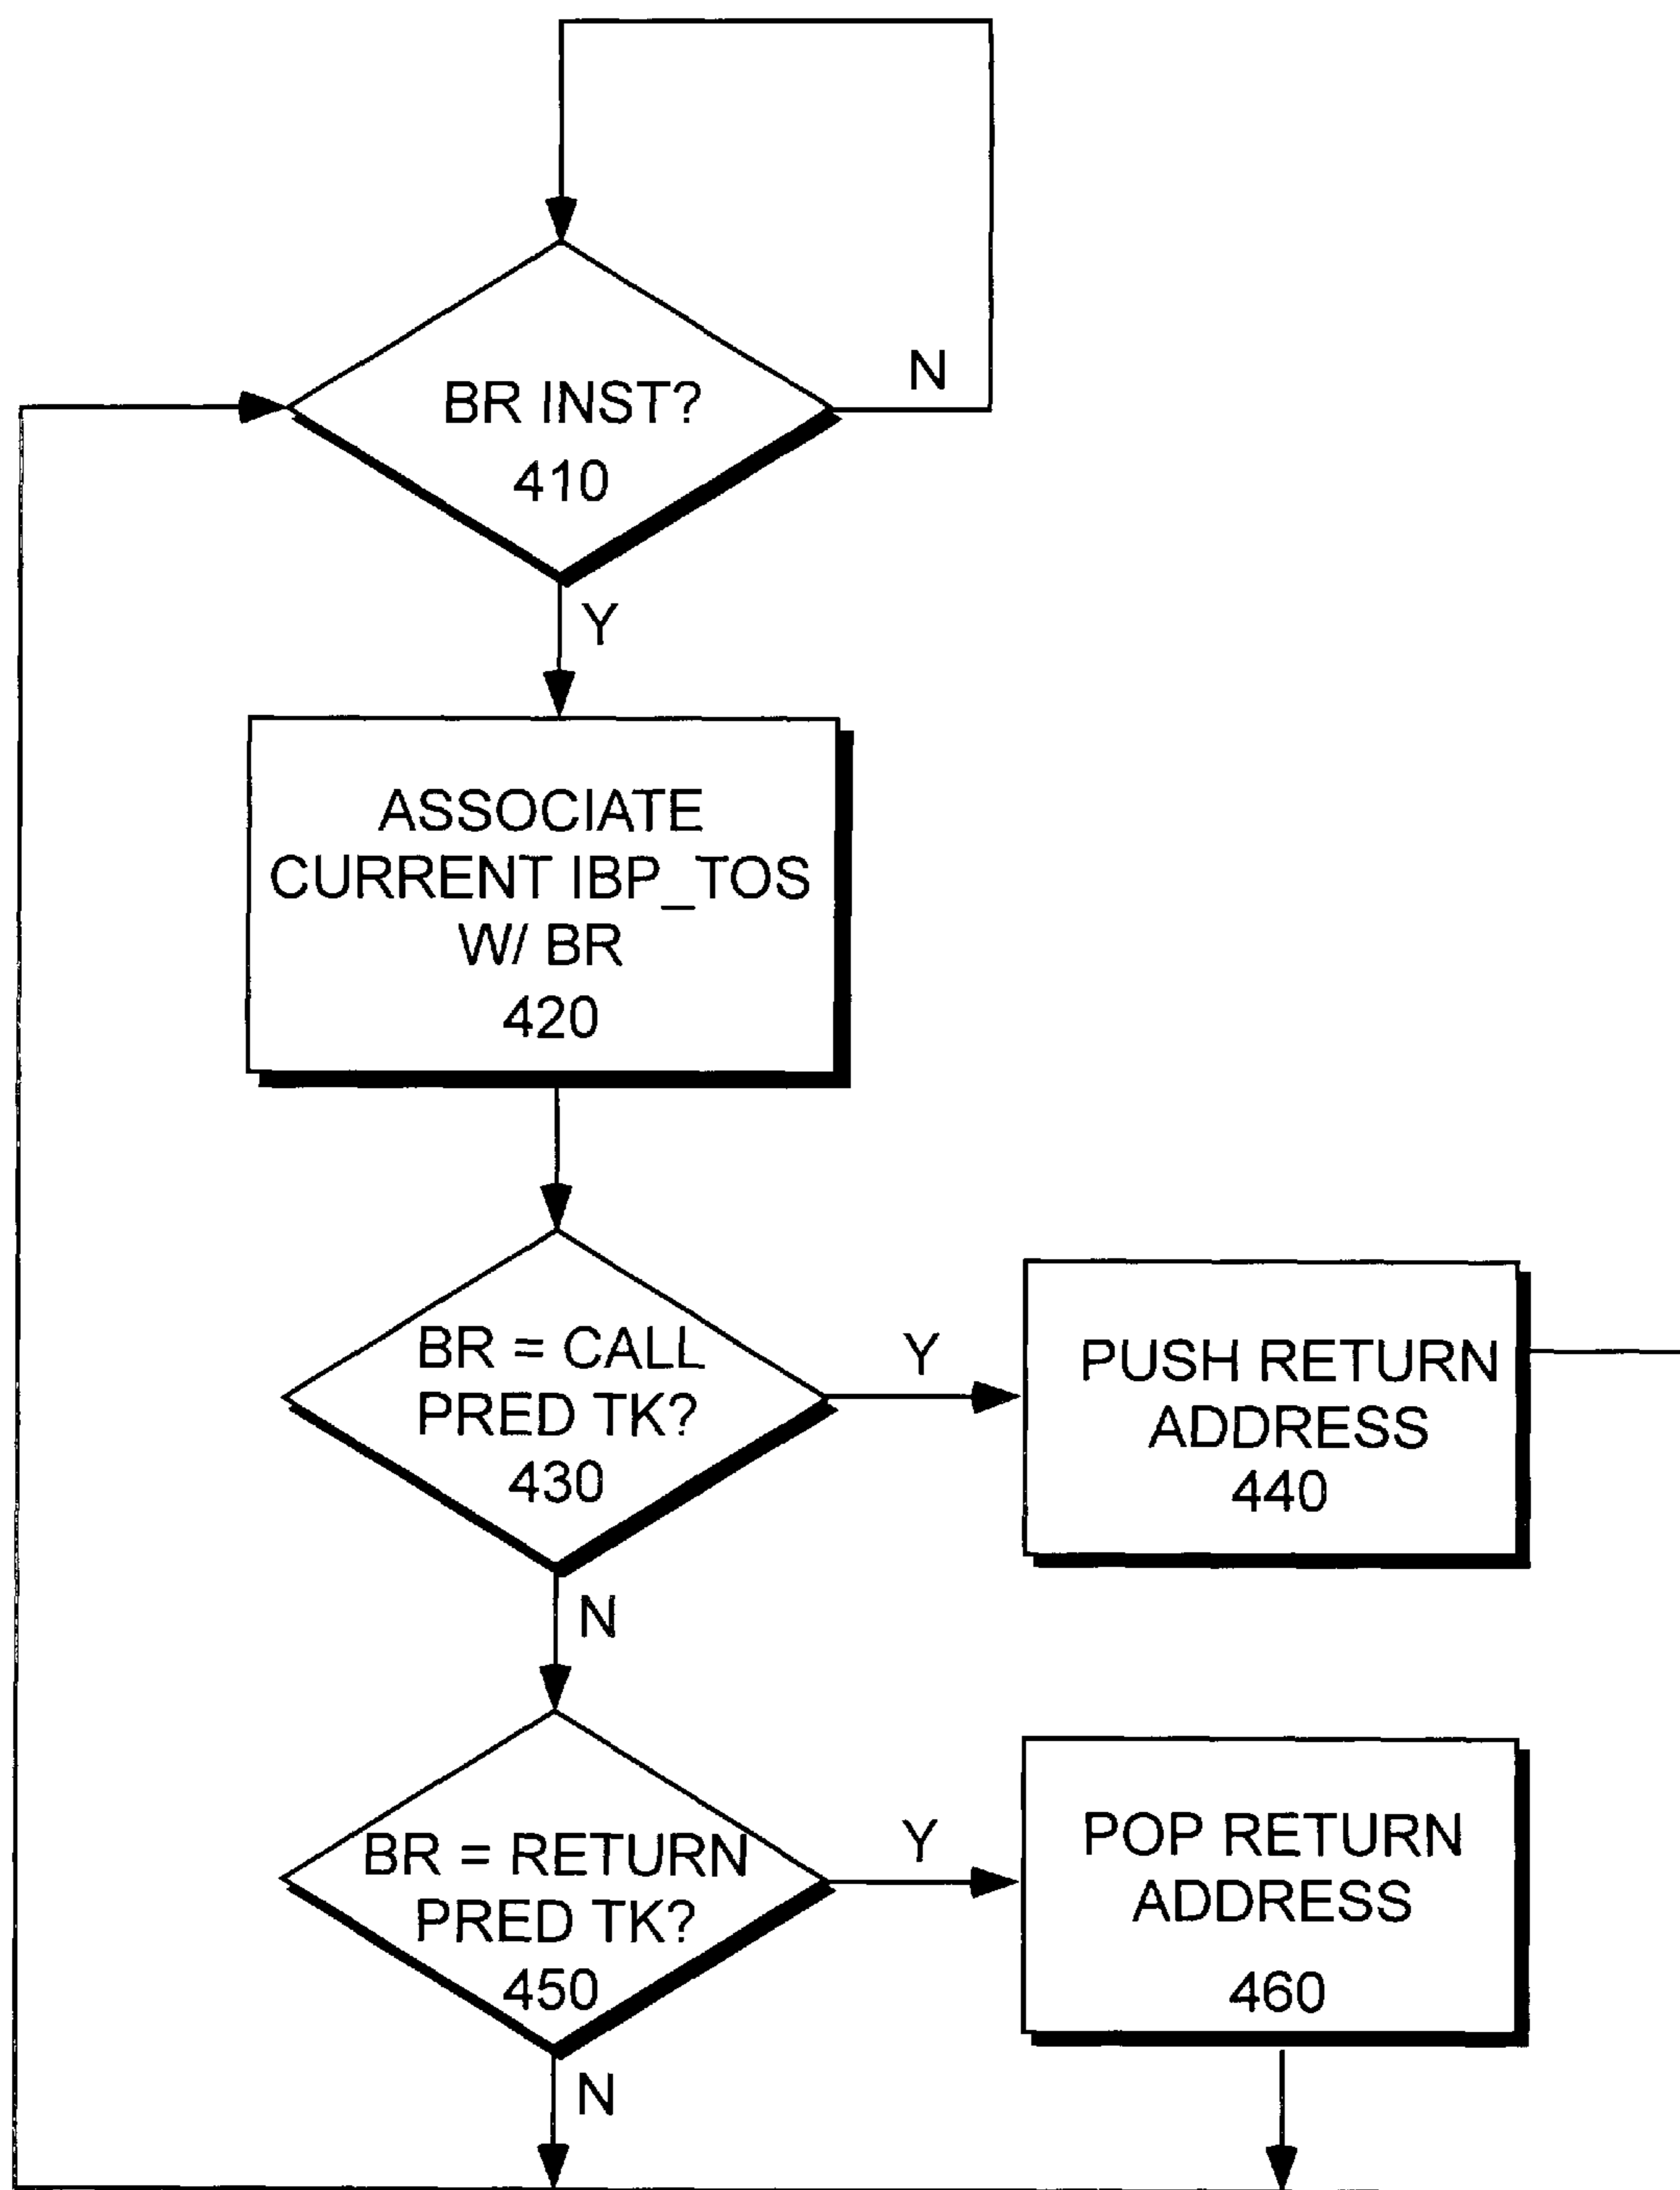 N
BR INST?
410
Y
ASSOCIATE
CURRENT IBP_TOS
W/ BR
420
BR = CALL
PRED TK?
430
Y
PUSH RETURN
ADDRESS
440
N
BR = RETURN
PRED TK?
450
Y
POP RETURN
ADDRESS
460
N